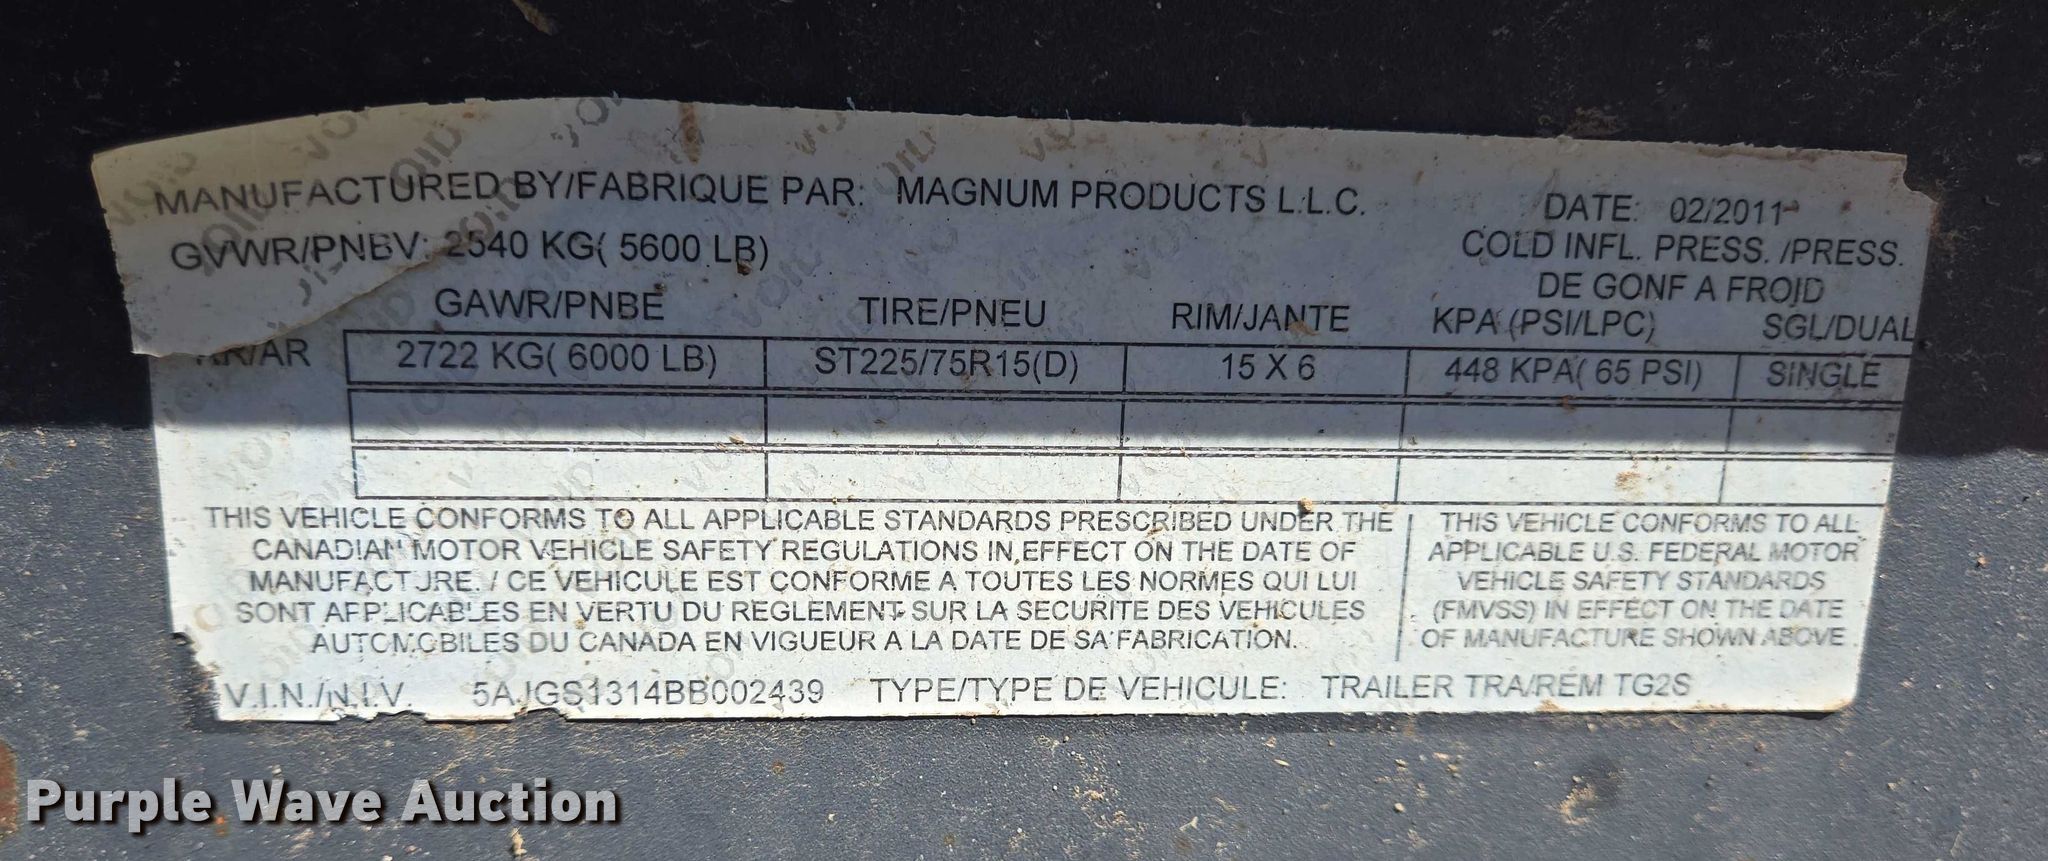 MANUFACTURED BY/FABRIQUE PAR: MAGNUM PRODUCTS L.L.C.
DATE: 02/2011
GVWR/PNBV: 2540 KG( 5600 LB)
COLD INFL. PRESS. /PRESS.
DE GONF A FROID
GAWR/PNBE TIRE/PNEU RIM/JANTE KPA (PSI/LPC) SGL/DUAL
RR/AR 2722 KG( 6000 LB) ST225/75R15(D) 15 X 6 448 KPA( 65 PSI) SINGLE
THIS VEHICLE CONFORMS TO ALL APPLICABLE STANDARDS PRESCRIBED UNDER THE
CANADIAN MOTOR VEHICLE SAFETY REGULATIONS IN EFFECT ON THE DATE OF
MANUFACTURE. / CE VEHICULE EST CONFORME A TOUTES LES NORMES QUI LUI
SONT APPLICABLES EN VERTU DU REGLEMENT SUR LA SECURITE DES VEHICULES
AUTOMOBILES DU CANADA EN VIGUEUR A LA DATE DE SA FABRICATION.
THIS VEHICLE CONFORMS TO ALL
APPLICABLE U.S. FEDERAL MOTOR
VEHICLE SAFETY STANDARDS
(FMVSS) IN EFFECT ON THE DATE
OF MANUFACTURE SHOWN ABOVE
V.I.N./N.I.V. 5AJGS1314BB002439 TYPE/TYPE DE VEHICULE: TRAILER TRA/REM TG2S
Purple Wave Auction